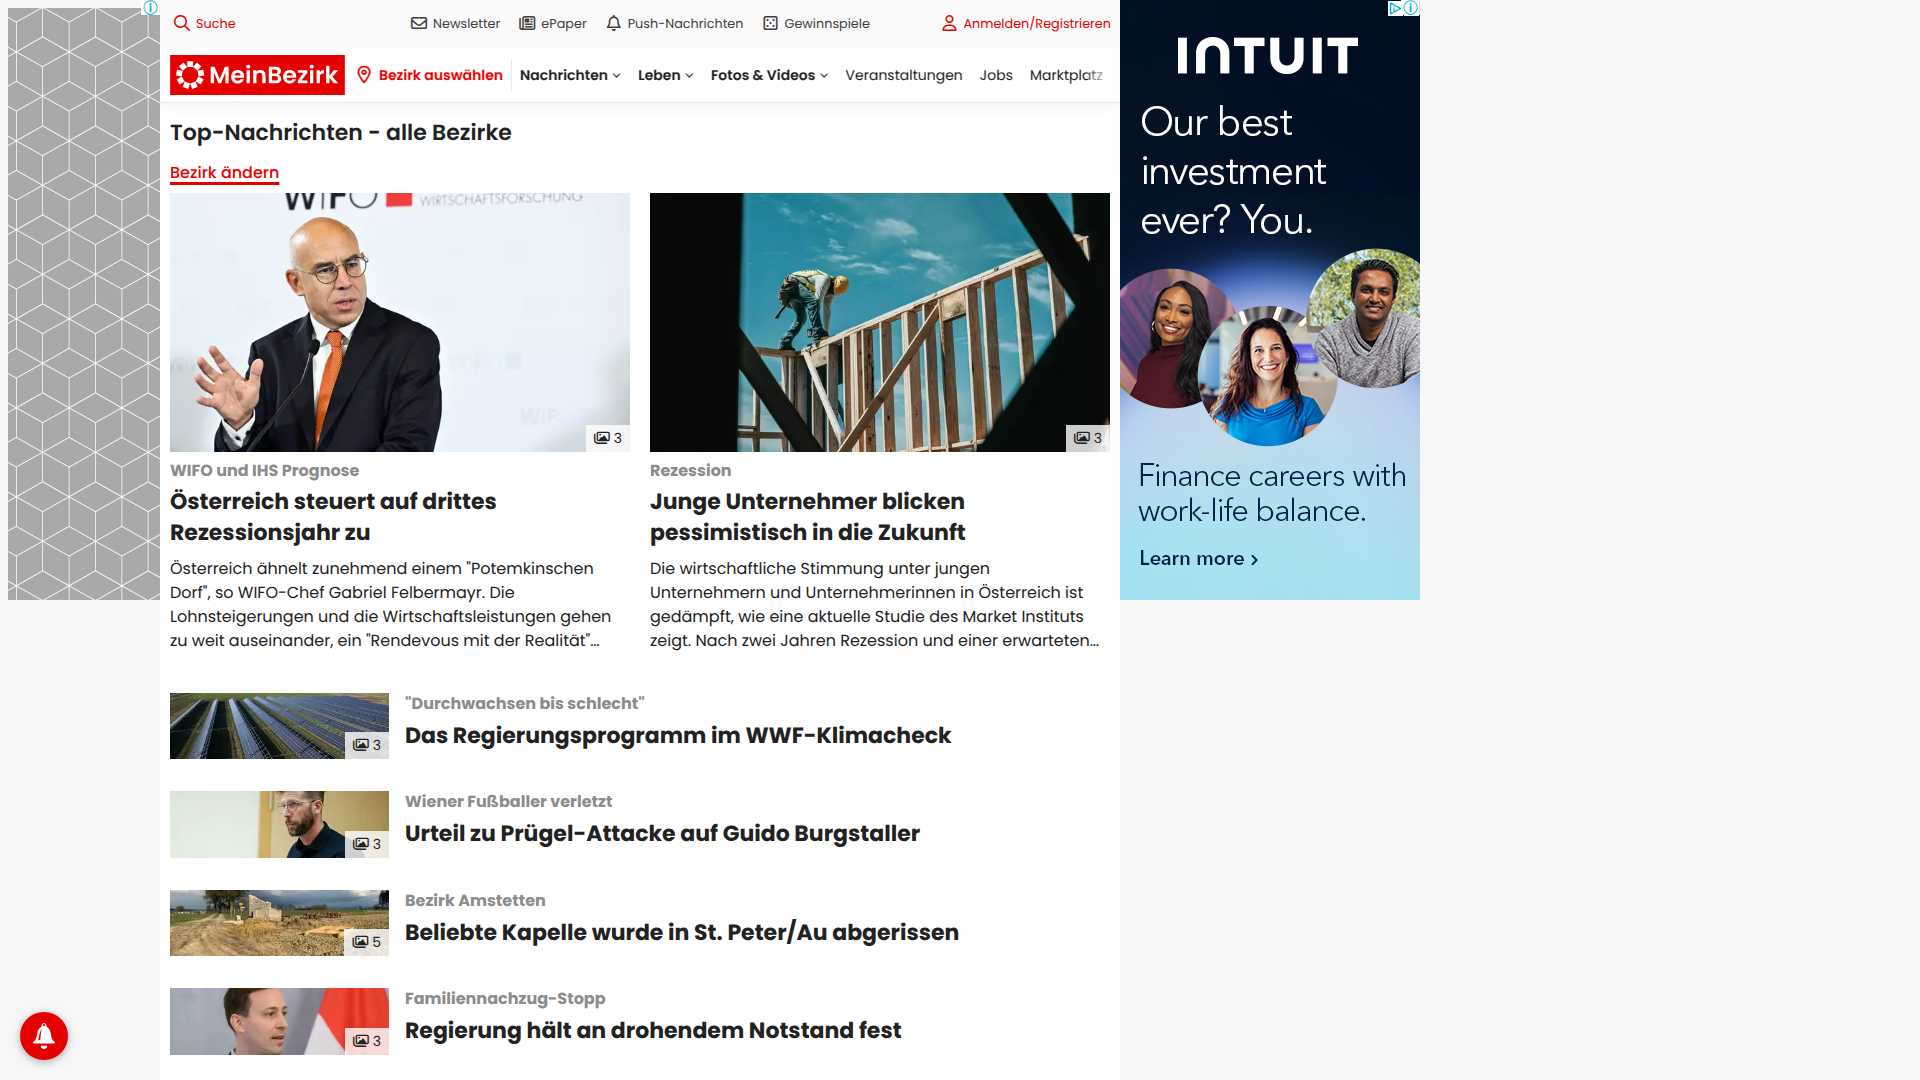 Suche
Newsletter
ePaper
Push-Nachrichten
Gewinnspiele
Anmelden/Registrieren
MeinBezirk
Bezirk auswählen
Nachrichten
Leben
Fotos & Videos
Veranstaltungen
Jobs
Marktplatz
Top-Nachrichten - alle Bezirke
Bezirk ändern
WIFO
WIRTSCHAFTSFORSCHUNG
WIFO
3
WIFO und IHS Prognose
Österreich steuert auf drittes
Rezessionsjahr zu
Österreich ähnelt zunehmend einem "Potemkinschen
Dorf", so WIFO-Chef Gabriel Felbermayr. Die
Lohnsteigerungen und die Wirtschaftsleistungen gehen
zu weit auseinander, ein "Rendevous mit der Realität"...
3
Rezession
Junge Unternehmer blicken
pessimistisch in die Zukunft
Die wirtschaftliche Stimmung unter jungen
Unternehmern und Unternehmerinnen in Österreich ist
gedämpft, wie eine aktuelle Studie des Market Instituts
zeigt. Nach zwei Jahren Rezession und einer erwarteten...
3
"Durchwachsen bis schlecht"
Das Regierungsprogramm im WWF-Klimacheck
3
Wiener Fußballer verletzt
Urteil zu Prügel-Attacke auf Guido Burgstaller
5
Bezirk Amstetten
Beliebte Kapelle wurde in St. Peter/Au abgerissen
3
Familiennachzug-Stopp
Regierung hält an drohendem Notstand fest
INTUIT
Our best
investment
ever? You.
Finance careers with
work-life balance.
Learn more ›